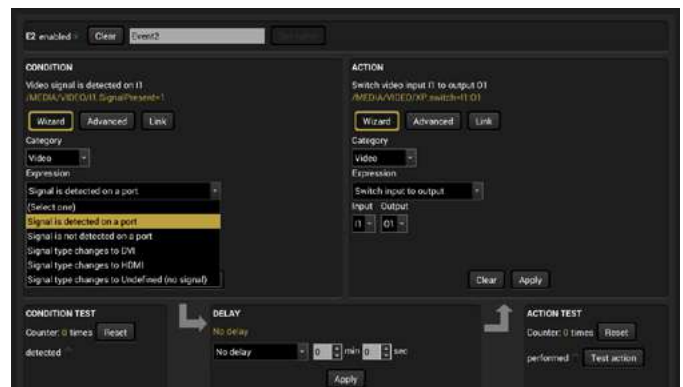 E2 enabled Clear Event2
CONDITION
Video signal is detected on I1
/MEDIA/VIDEO/I1.SignalPresent=1
Wizard Advanced Link
Category
Video
Expression
Signal is detected on a port
(Select one)
Signal is detected on a port
Signal is not detected on a port
Signal type changes to DVI
Signal type changes to HDMI
Signal type changes to Undefined (no signal)
ACTION
Switch video input I1 to output O1
/MEDIA/VIDEO/XP:switch=I1:O1
Wizard Advanced Link
Category
Video
Expression
Switch input to output
Input Output
I1 O1
Clear Apply
CONDITION TEST
Counter: 0 times Reset
detected
DELAY
No delay
No delay 0 min 0 sec
Apply
ACTION TEST
Counter: 0 times Reset
performed Test action